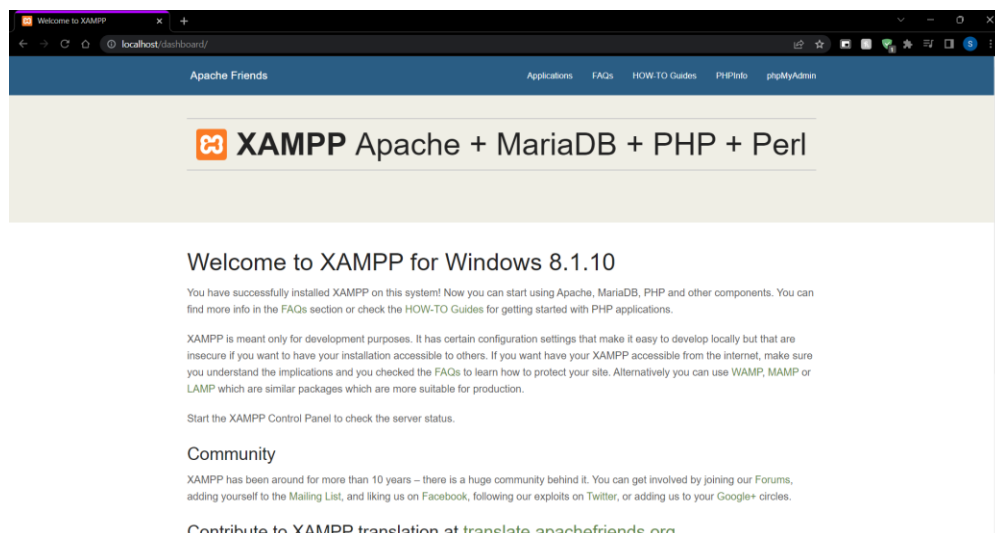 Welcome to XAMPP
localhost/dashboard/
S
Apache Friends
Applications FAQs HOW-TO Guides PHPInfo phpMyAdmin
XAMPP Apache + MariaDB + PHP + Perl
Welcome to XAMPP for Windows 8.1.10
You have successfully installed XAMPP on this system! Now you can start using Apache, MariaDB, PHP and other components. You can
find more info in the FAQs section or check the HOW-TO Guides for getting started with PHP applications.
XAMPP is meant only for development purposes. It has certain configuration settings that make it easy to develop locally but that are
insecure if you want to have your installation accessible to others. If you want have your XAMPP accessible from the internet, make sure
you understand the implications and you checked the FAQs to learn how to protect your site. Alternatively you can use WAMP, MAMP or
LAMP which are similar packages which are more suitable for production.
Start the XAMPP Control Panel to check the server status.
Community
XAMPP has been around for more than 10 years – there is a huge community behind it. You can get involved by joining our Forums,
adding yourself to the Mailing List, and liking us on Facebook, following our exploits on Twitter, or adding us to your Google+ circles.
Contribute to XAMPP translation at translate.apachefriends.org